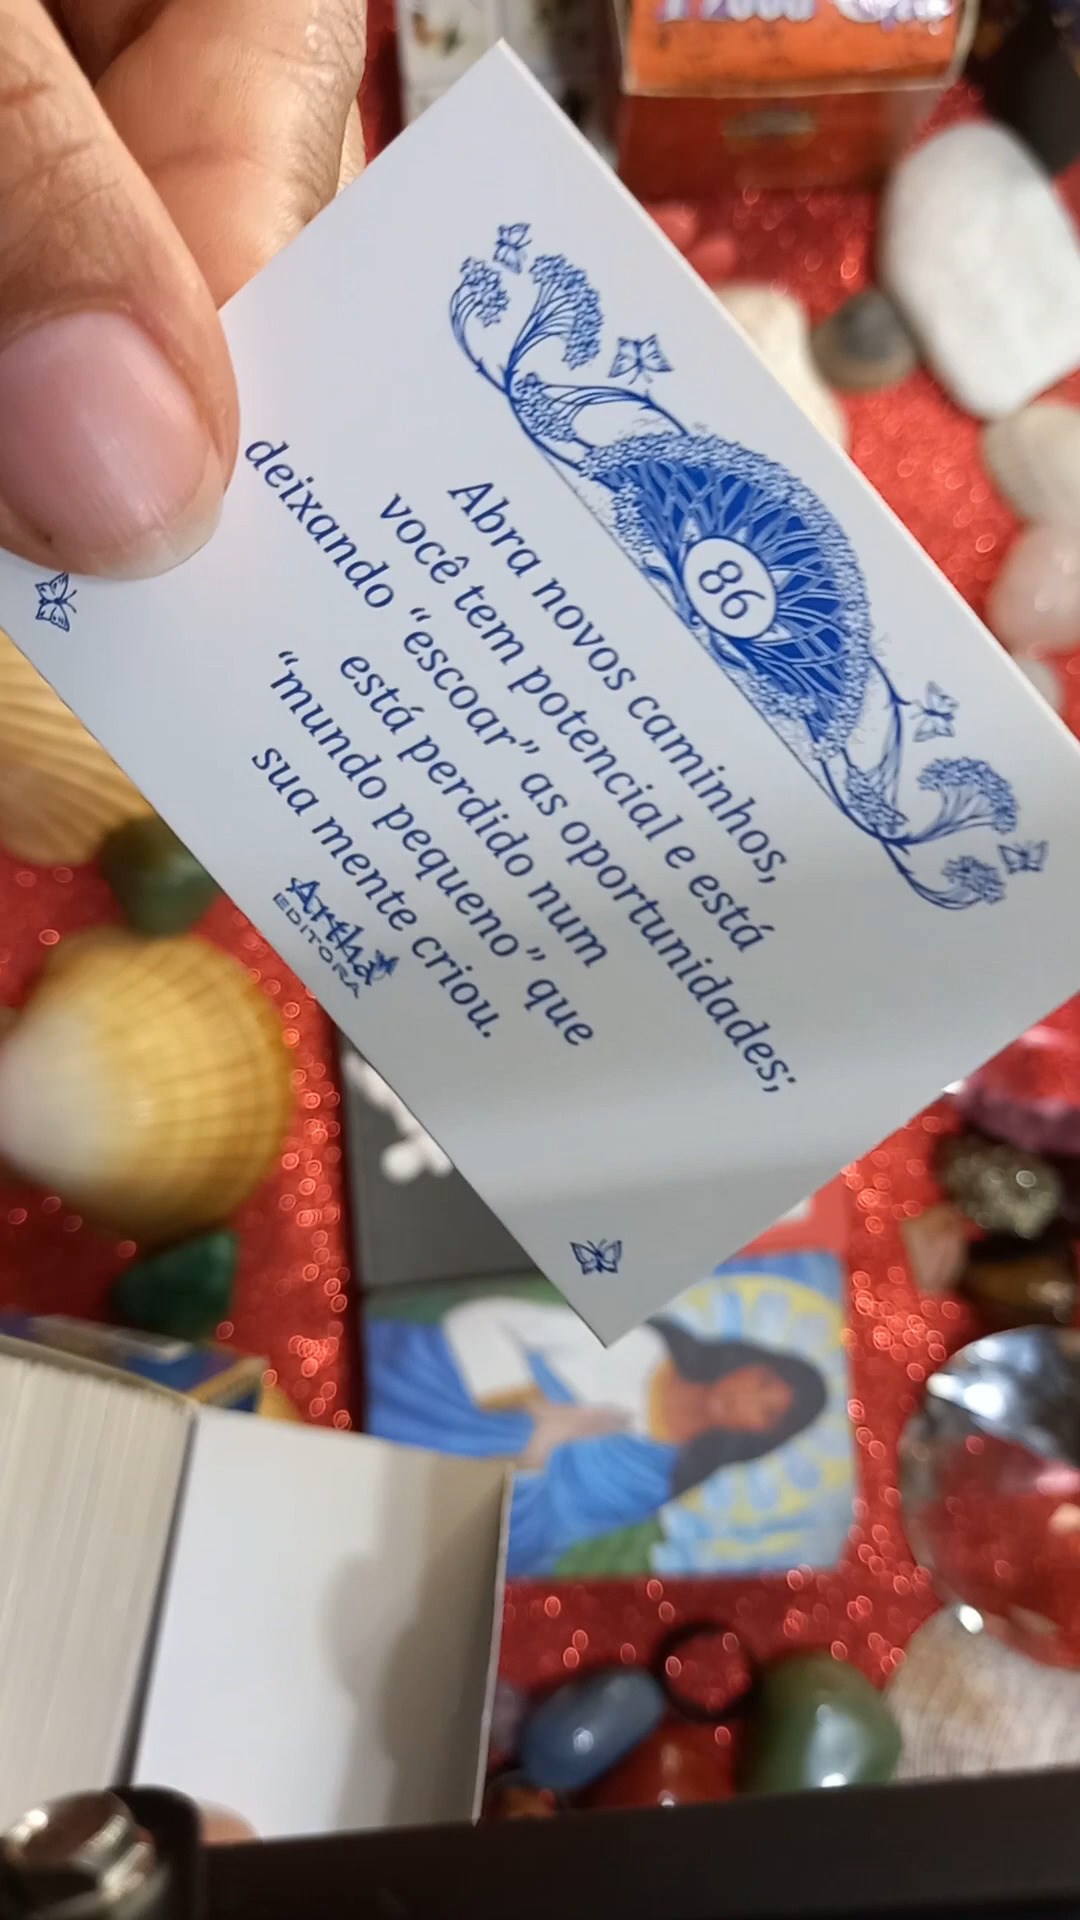 86
Abra novos caminhos,
você tem potencial e está
deixando “escoar” as oportunidades;
está perdido num
“mundo pequeno” que
sua mente criou.
Artha
EDITORA